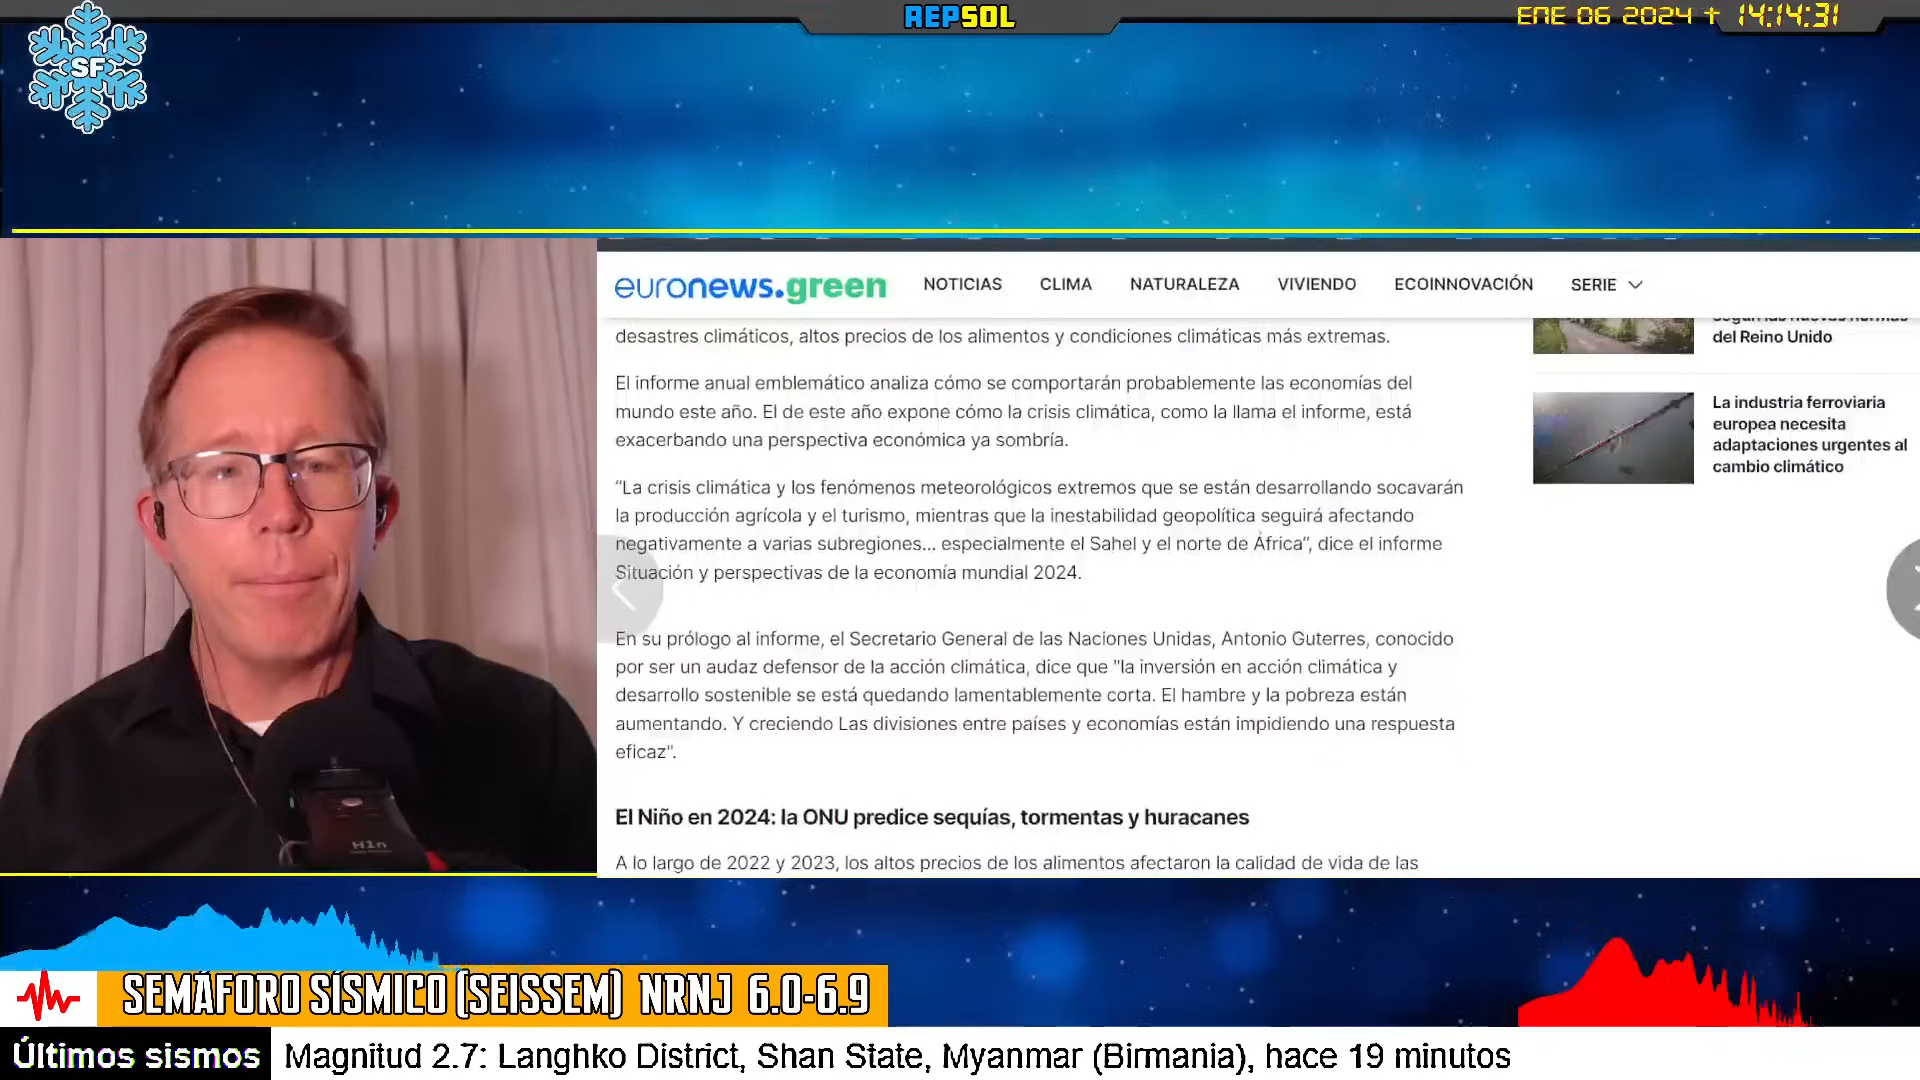 REPSOL
ENE 06 2024 † 14:14:31
SF
euronews.green
NOTICIAS CLIMA NATURALEZA VIVIENDO ECOINNOVACIÓN SERIE
desastres climáticos, altos precios de los alimentos y condiciones climáticas más extremas.
El informe anual emblemático analiza cómo se comportarán probablemente las economías del
mundo este año. El de este año expone cómo la crisis climática, como la llama el informe, está
exacerbando una perspectiva económica ya sombría.
“La crisis climática y los fenómenos meteorológicos extremos que se están desarrollando socavarán
la producción agrícola y el turismo, mientras que la inestabilidad geopolítica seguirá afectando
negativamente a varias subregiones... especialmente el Sahel y el norte de África”, dice el informe
Situación y perspectivas de la economía mundial 2024.
En su prólogo al informe, el Secretario General de las Naciones Unidas, Antonio Guterres, conocido
por ser un audaz defensor de la acción climática, dice que "la inversión en acción climática y
desarrollo sostenible se está quedando lamentablemente corta. El hambre y la pobreza están
aumentando. Y creciendo Las divisiones entre países y economías están impidiendo una respuesta
eficaz".
El Niño en 2024: la ONU predice sequías, tormentas y huracanes
A lo largo de 2022 y 2023, los altos precios de los alimentos afectaron la calidad de vida de las
según las nuevas normas
del Reino Unido
La industria ferroviaria
europea necesita
adaptaciones urgentes al
cambio climático
H1n
SEMÁFORO SÍSMICO (SEISSEM) NRNJ 6.0-6.9
Últimos sismos Magnitud 2.7: Langhko District, Shan State, Myanmar (Birmania), hace 19 minutos